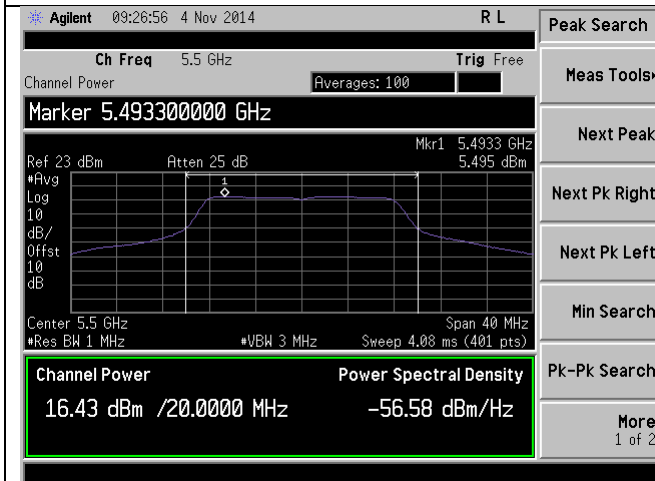 Agilent 09:26:56 4 Nov 2014 R L
Ch Freq 5.5 GHz Trig Free
Channel Power Averages: 100
Marker 5.493300000 GHz
Mkr1 5.4933 GHz
Ref 23 dBm Atten 25 dB 5.495 dBm
#Avg
Log
10
dB/
Offst
10
dB
1
Center 5.5 GHz Span 40 MHz
#Res BW 1 MHz #VBW 3 MHz Sweep 4.08 ms (401 pts)
Channel Power Power Spectral Density
16.43 dBm /20.0000 MHz -56.58 dBm/Hz
Peak Search
Meas Tools
Next Peak
Next Pk Right
Next Pk Left
Min Search
Pk-Pk Search
More
1 of 2